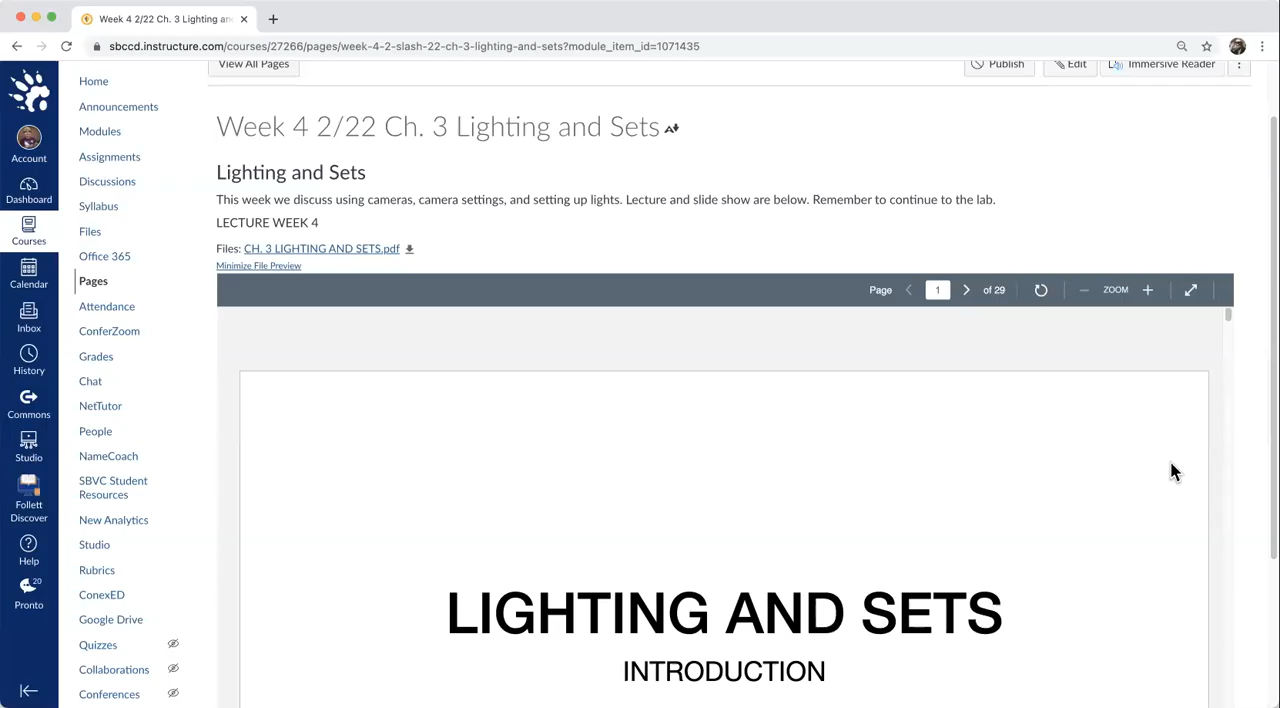 Week 4 2/22 Ch. 3 Lighting an
sbccd.instructure.com/courses/27266/pages/week-4-2-slash-22-ch-3-lighting-and-sets?module_item_id=1071435
View All Pages
Publish
Edit
Immersive Reader
Account
Dashboard
Courses
Calendar
Inbox
History
Commons
Studio
Follett
Discover
Help
20
Pronto
Home
Announcements
Modules
Assignments
Discussions
Syllabus
Files
Office 365
Pages
Attendance
ConferZoom
Grades
Chat
NetTutor
People
NameCoach
SBVC Student
Resources
New Analytics
Studio
Rubrics
ConexED
Google Drive
Quizzes
Collaborations
Conferences
Week 4 2/22 Ch. 3 Lighting and Sets
Lighting and Sets
This week we discuss using cameras, camera settings, and setting up lights. Lecture and slide show are below. Remember to continue to the lab.
LECTURE WEEK 4
Files: CH. 3 LIGHTING AND SETS.pdf
Minimize File Preview
Page 1 of 29 ZOOM
LIGHTING AND SETS
INTRODUCTION